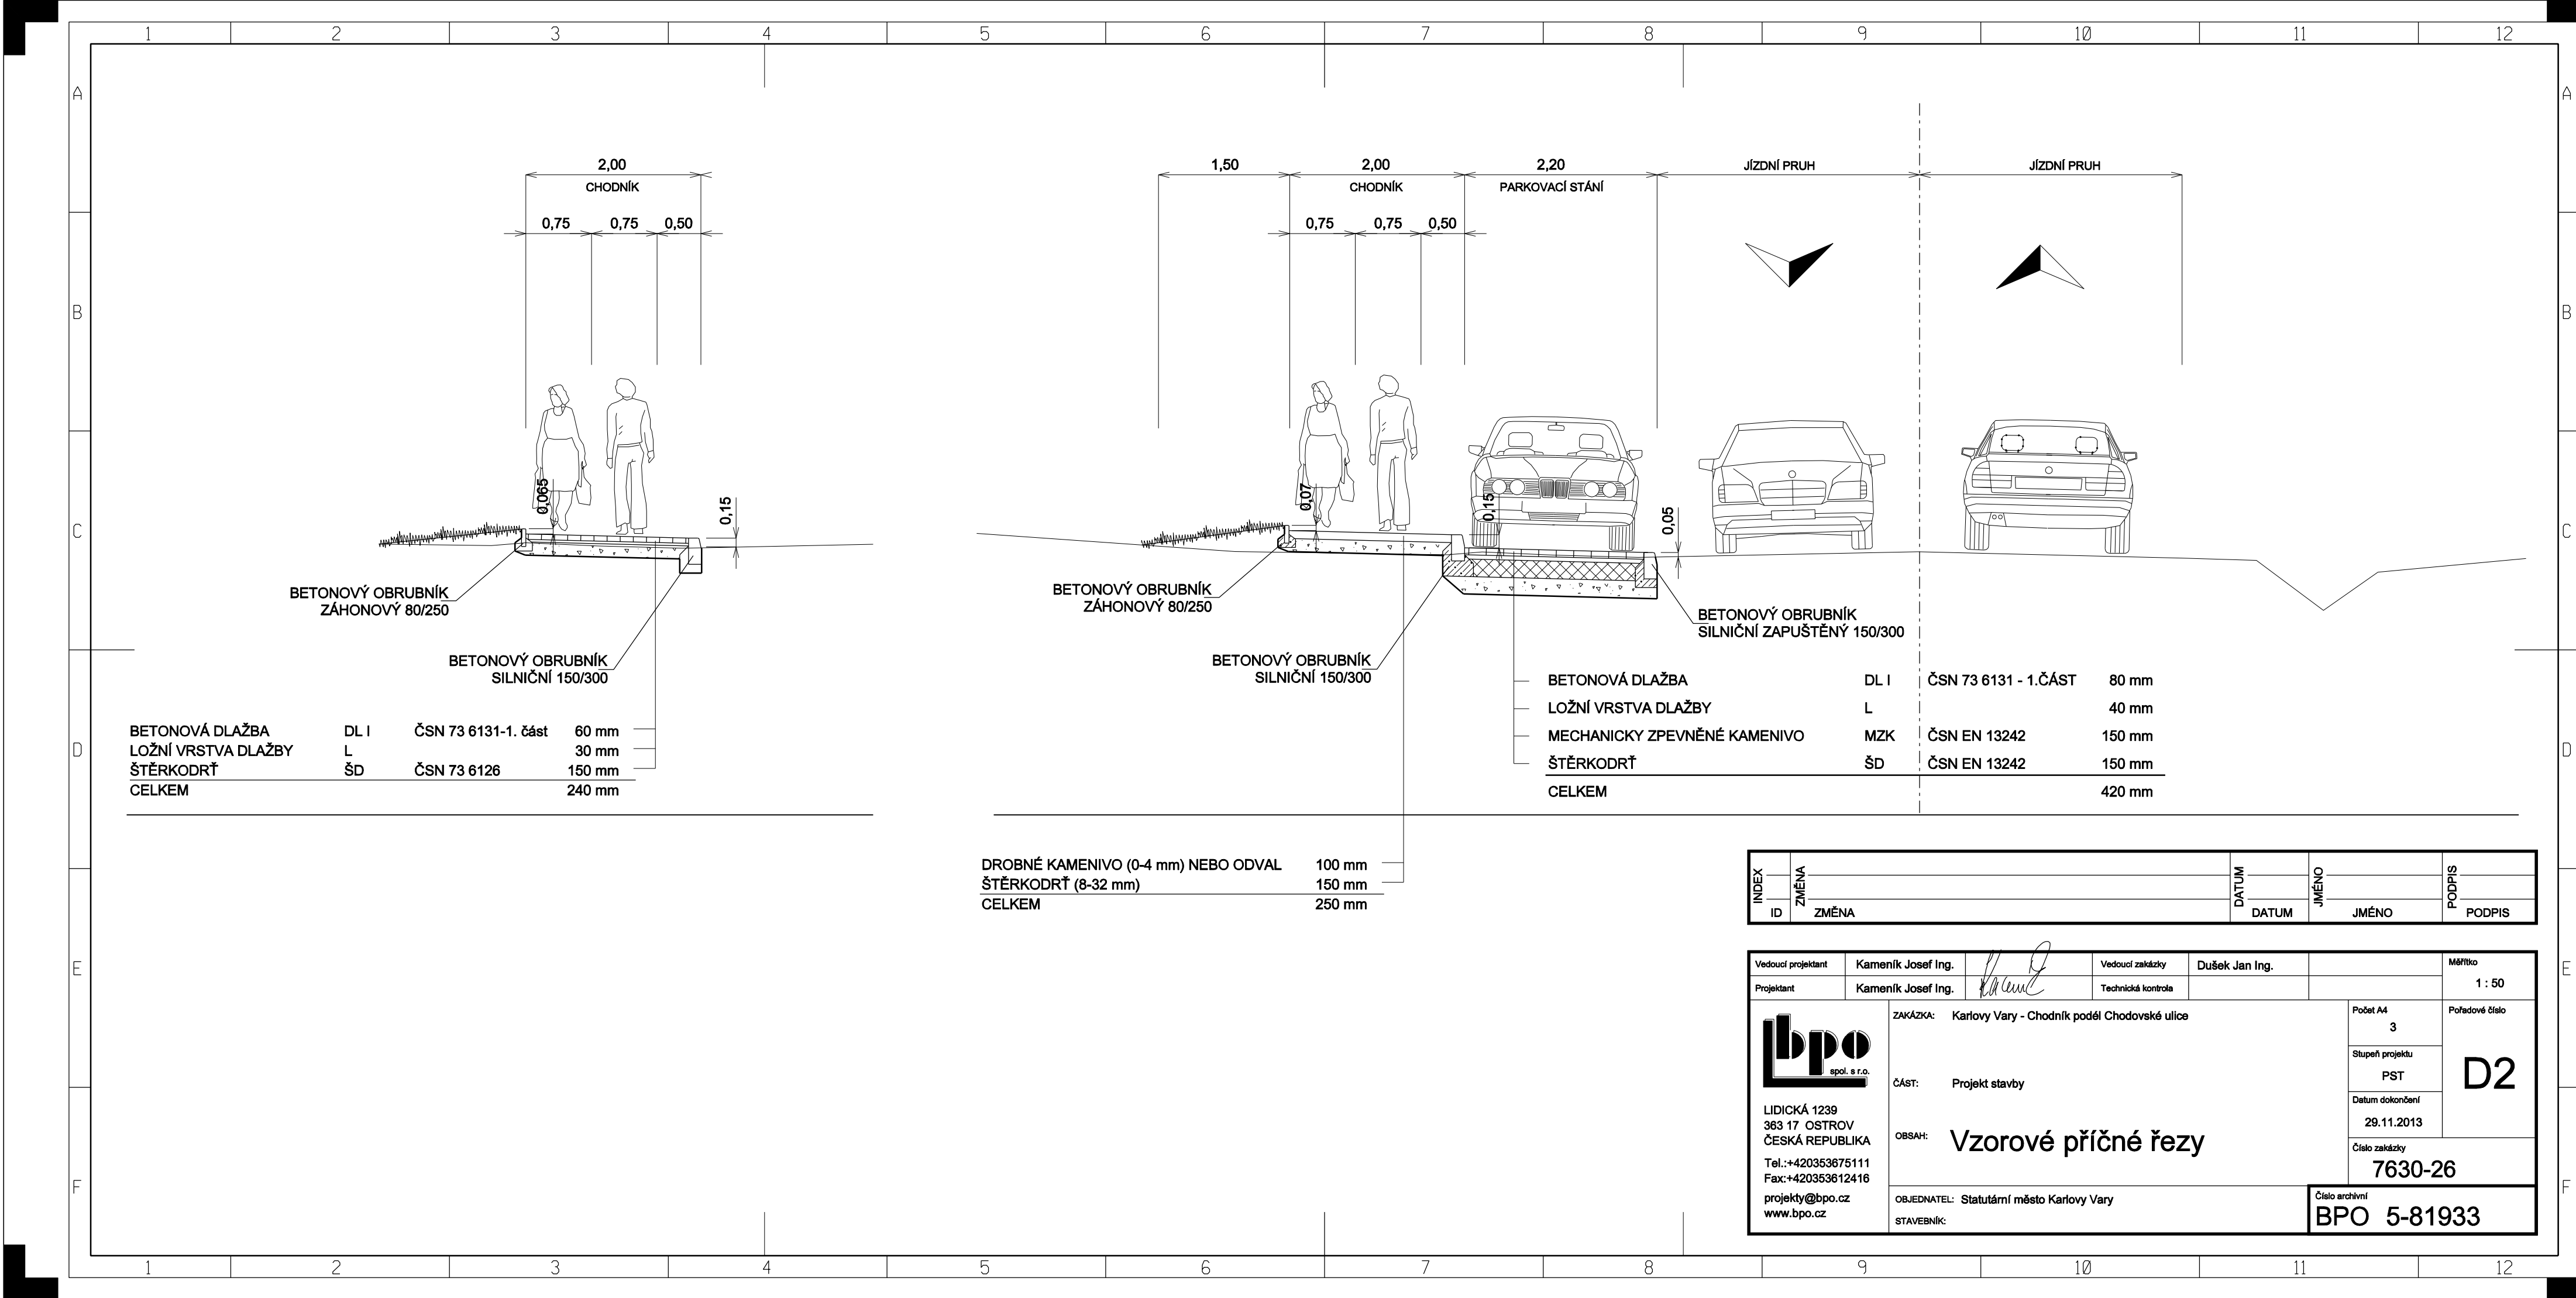 1 2 3 4 5 6 7 8 9 10 11 12
A
B
C
D
E
F
A
B
C
D
E
F
2,00
CHODNÍK
0,75 0,75 0,50
0,065
0,15
BETONOVÝ OBRUBNÍK
ZÁHONOVÝ 80/250
BETONOVÝ OBRUBNÍK
SILNIČNÍ 150/300
BETONOVÁ DLAŽBA DL I ČSN 73 6131-1. část 60 mm
LOŽNÍ VRSTVA DLAŽBY L 30 mm
ŠTĚRKODRŤ ŠD ČSN 73 6126 150 mm
CELKEM 240 mm
1,50 2,00 2,20 JÍZDNÍ PRUH JÍZDNÍ PRUH
CHODNÍK PARKOVACÍ STÁNÍ
0,75 0,75 0,50
0,07
0,15
0,05
BETONOVÝ OBRUBNÍK
ZÁHONOVÝ 80/250
BETONOVÝ OBRUBNÍK
SILNIČNÍ 150/300
BETONOVÝ OBRUBNÍK
SILNIČNÍ ZAPUŠTĚNÝ 150/300
BETONOVÁ DLAŽBA DL I ČSN 73 6131 - 1.ČÁST 80 mm
LOŽNÍ VRSTVA DLAŽBY L 40 mm
MECHANICKY ZPEVNĚNÉ KAMENIVO MZK ČSN EN 13242 150 mm
ŠTĚRKODRŤ ŠD ČSN EN 13242 150 mm
CELKEM 420 mm
DROBNÉ KAMENIVO (0-4 mm) NEBO ODVAL 100 mm
ŠTĚRKODRŤ (8-32 mm) 150 mm
CELKEM 250 mm
INDEX ZMĚNA DATUM JMÉNO PODPIS
ID ZMĚNA DATUM JMÉNO PODPIS
Vedoucí projektant Kameník Josef Ing. Vedoucí zakázky Dušek Jan Ing.
Projektant Kameník Josef Ing. Technická kontrola
Měřítko
1 : 50
bpo
spol. s r.o.
LIDICKÁ 1239
363 17 OSTROV
ČESKÁ REPUBLIKA
Tel.:+420353675111
Fax:+420353612416
projekty@bpo.cz
www.bpo.cz
ZAKÁZKA: Karlovy Vary - Chodník podél Chodovské ulice
ČÁST: Projekt stavby
OBSAH: Vzorové příčné řezy
OBJEDNATEL: Statutární město Karlovy Vary
STAVEBNÍK:
Počet A4
3
Stupeň projektu
PST
Datum dokončení
29.11.2013
Pořadové číslo
D2
Číslo zakázky
7630-26
Číslo archivní
BPO 5-81933
1 2 3 4 5 6 7 8 9 10 11 12